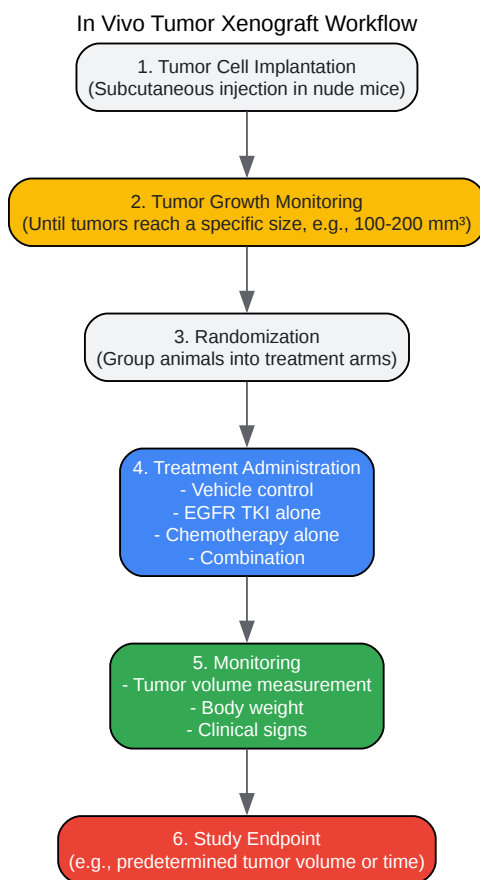 In Vivo Tumor Xenograft Workflow
1. Tumor Cell Implantation
(Subcutaneous injection in nude mice)
2. Tumor Growth Monitoring
(Until tumors reach a specific size, e.g., 100-200 mm³)
3. Randomization
(Group animals into treatment arms)
4. Treatment Administration
- Vehicle control
- EGFR TKI alone
- Chemotherapy alone
- Combination
5. Monitoring
- Tumor volume measurement
- Body weight
- Clinical signs
6. Study Endpoint
(e.g., predetermined tumor volume or time)